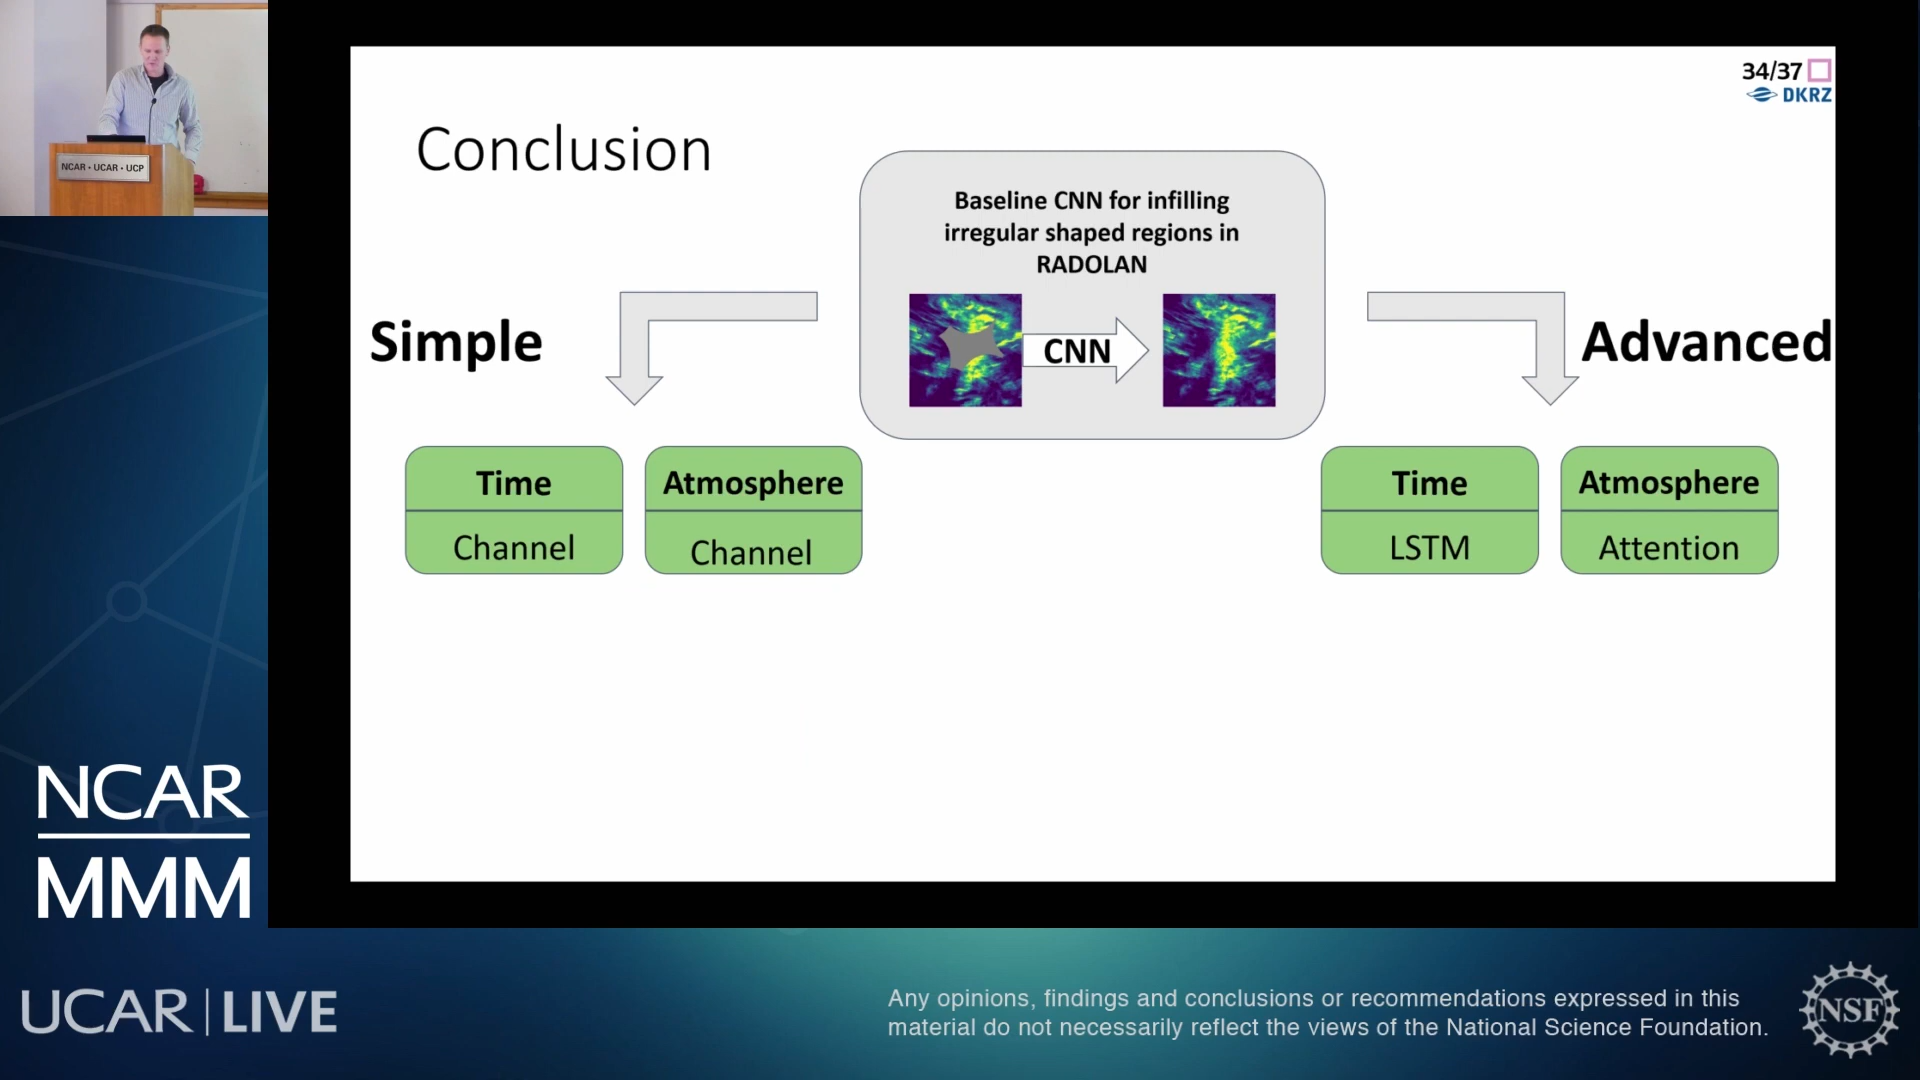 NCAR • UCAR • UCP
34/37
DKRZ
Conclusion
Baseline CNN for infilling
irregular shaped regions in
RADOLAN
CNN
Simple
Advanced
Time
Channel
Atmosphere
Channel
Time
LSTM
Atmosphere
Attention
NCAR
MMM
UCAR | LIVE
Any opinions, findings and conclusions or recommendations expressed in this
material do not necessarily reflect the views of the National Science Foundation.
NSF